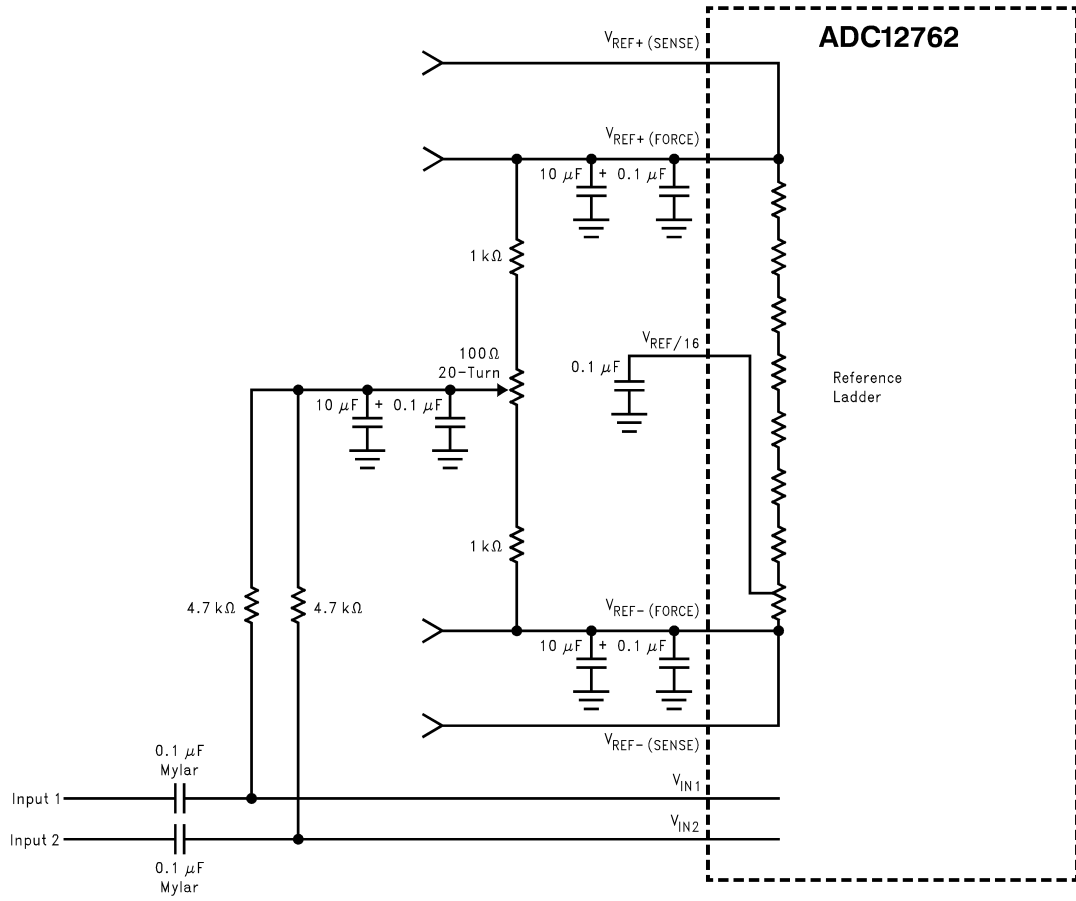 ADC12762
VREF+ (SENSE)
VREF+ (FORCE)
10 μF + 0.1 μF
1 kΩ
VREF/16
0.1 μF
100Ω
20-Turn
10 μF + 0.1 μF
Reference
Ladder
1 kΩ
4.7 kΩ
4.7 kΩ
VREF- (FORCE)
10 μF + 0.1 μF
VREF- (SENSE)
0.1 μF
Mylar
Input 1
VIN1
Input 2
VIN2
0.1 μF
Mylar